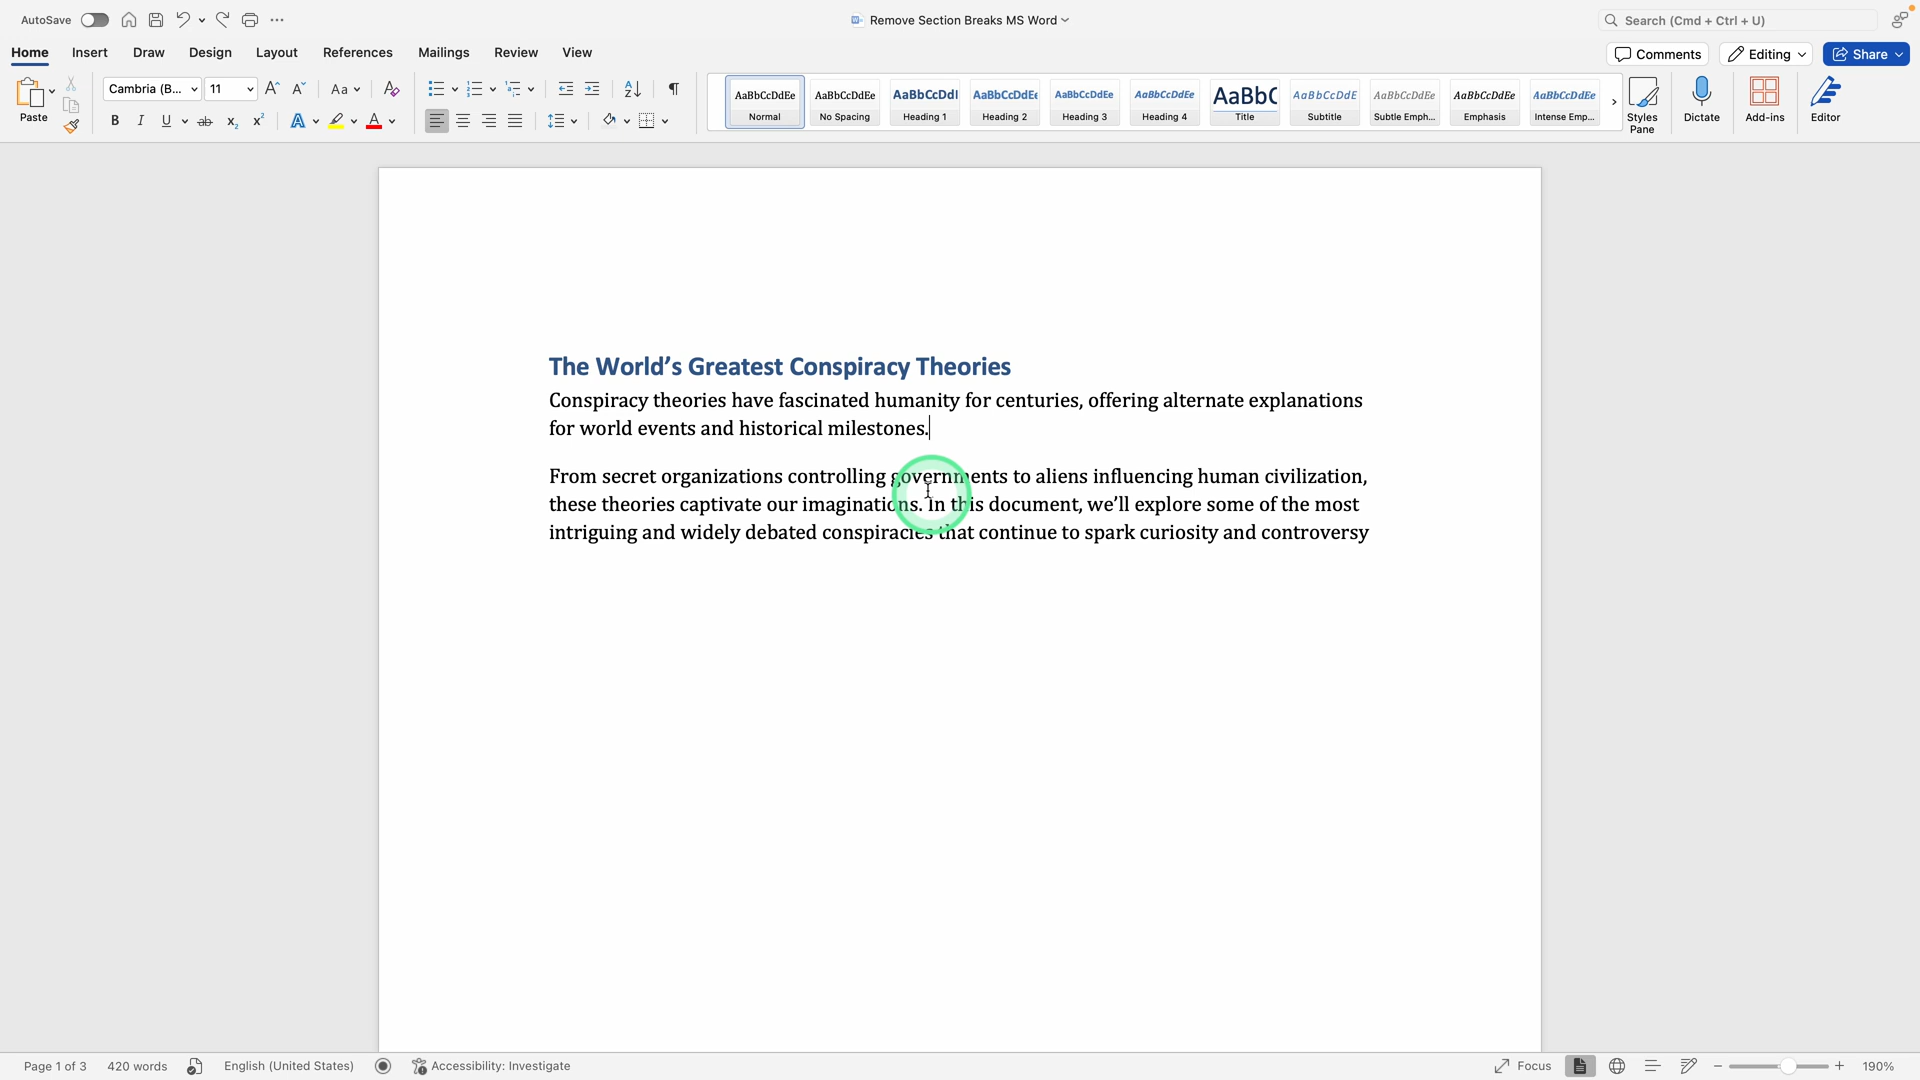 AutoSave
Remove Section Breaks MS Word
Search (Cmd + Ctrl + U)
Home Insert Draw Design Layout References Mailings Review View
Comments Editing Share
Paste
Cambria (B... 11 Aa
B I U ab x₂ x² A A
AaBbCcDdEe AaBbCcDdEe AaBbCcDdI AaBbCcDdEe AaBbCcDdEe AaBbCcDdEe AaBbC AaBbCcDdE AaBbCcDdEe AaBbCcDdEe AaBbCcDdEe
Normal No Spacing Heading 1 Heading 2 Heading 3 Heading 4 Title Subtitle Subtle Emph... Emphasis Intense Emp...
Styles Pane
Dictate
Add-ins
Editor
The World’s Greatest Conspiracy Theories
Conspiracy theories have fascinated humanity for centuries, offering alternate explanations
for world events and historical milestones.
From secret organizations controlling governments to aliens influencing human civilization,
these theories captivate our imaginations. In this document, we’ll explore some of the most
intriguing and widely debated conspiracies that continue to spark curiosity and controversy
Page 1 of 3 420 words English (United States) Accessibility: Investigate
Focus 190%